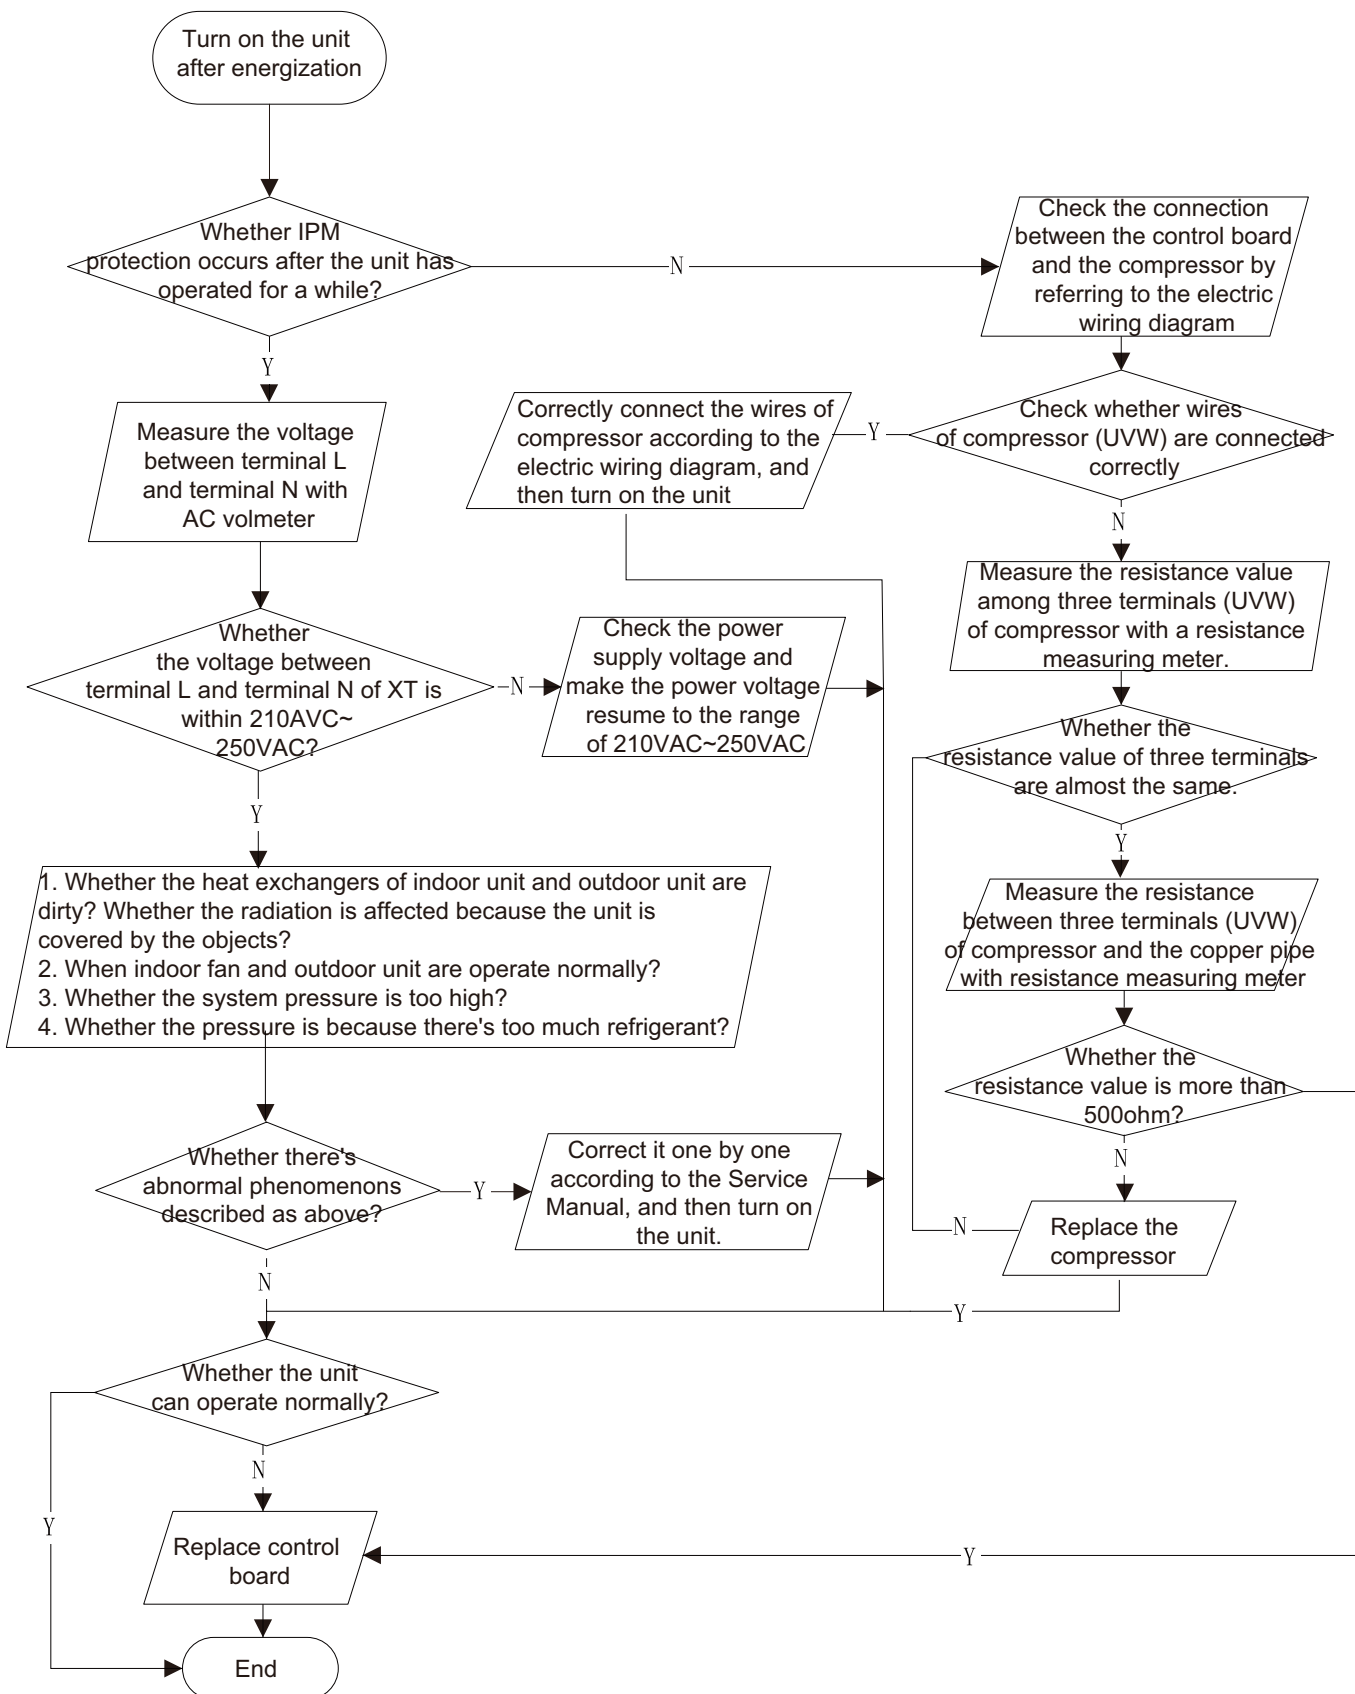 Turn on the unit
after energization
Whether IPM
protection occurs after the unit has
operated for a while?
N
Check the connection
between the control board
and the compressor by
referring to the electric
wiring diagram
Y
Measure the voltage
between terminal L
and terminal N with
AC volmeter
Correctly connect the wires of
compressor according to the
electric wiring diagram, and
then turn on the unit
Y
Check whether wires
of compressor (UVW) are connected
correctly
N
Measure the resistance value
among three terminals (UVW)
of compressor with a resistance
measuring meter.
Whether
the voltage between
terminal L and terminal N of XT is
within 210AVC~
250VAC?
N
Check the power
supply voltage and
make the power voltage
resume to the range
of 210VAC~250VAC
Whether the
resistance value of three terminals
are almost the same.
Y
Y
1. Whether the heat exchangers of indoor unit and outdoor unit are
dirty? Whether the radiation is affected because the unit is
covered by the objects?
2. When indoor fan and outdoor unit are operate normally?
3. Whether the system pressure is too high?
4. Whether the pressure is because there's too much refrigerant?
Measure the resistance
between three terminals (UVW)
of compressor and the copper pipe
with resistance measuring meter
Whether the
resistance value is more than
500ohm?
Whether there's
abnormal phenomenons
described as above?
Y
Correct it one by one
according to the Service
Manual, and then turn on
the unit.
N
N
Replace the
compressor
N
Y
Whether the unit
can operate normally?
N
Y
Replace control
board
Y
End